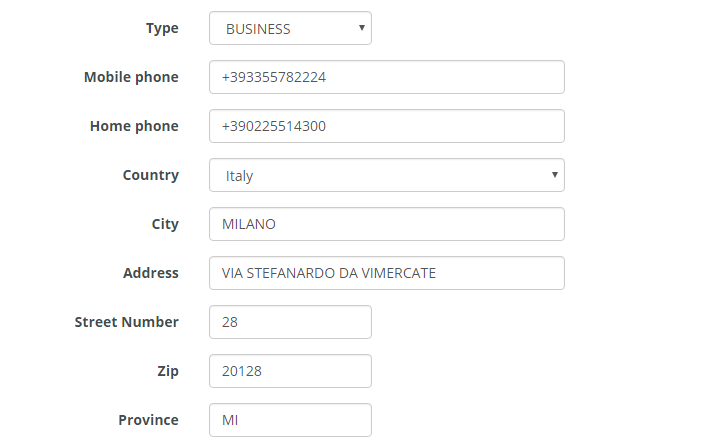 Type BUSINESS
Mobile phone +393355782224
Home phone +390225514300
Country Italy
City MILANO
Address VIA STEFANARDO DA VIMERCATE
Street Number 28
Zip 20128
Province MI